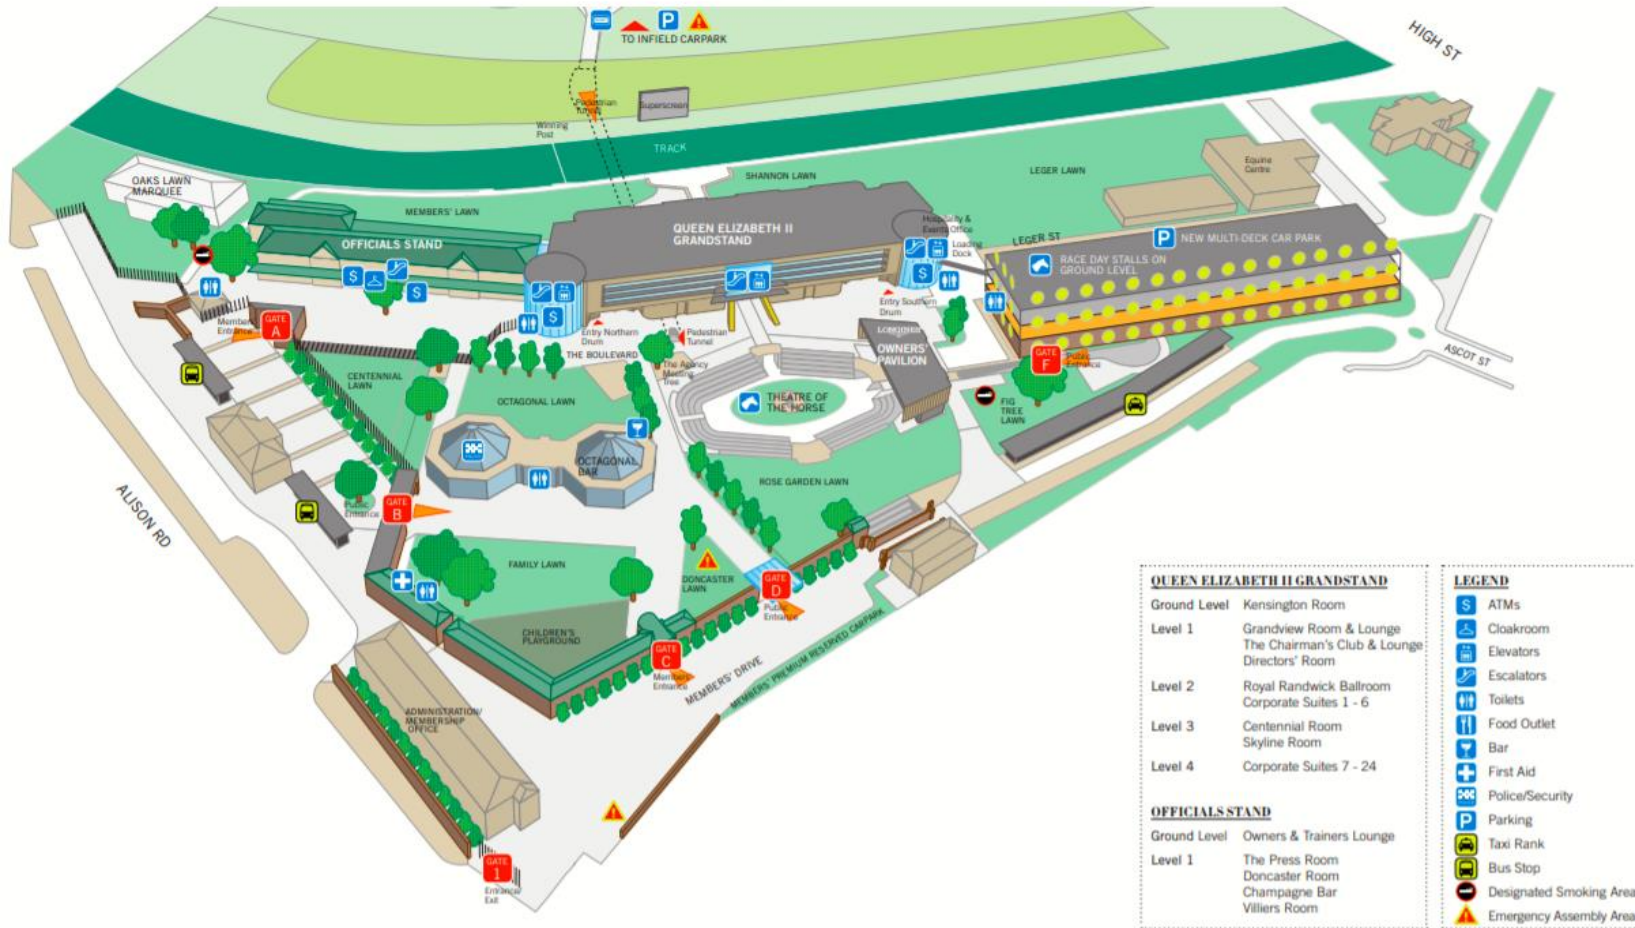 HIGH ST
P
TO INFIELD CARPARK
Pedestrian
Tunnel
Superscreen
Winning
Post
TRACK
OAKS LAWN
MARQUEE
SHANNON LAWN
LEGER LAWN
Equine
Centre
MEMBERS' LAWN
OFFICIALS STAND
QUEEN ELIZABETH II
GRANDSTAND
Hospitality &
Events Office
Loading
Dock
LEGER ST
P
NEW MULTI-DECK CAR PARK
RACE DAY STALLS ON
GROUND LEVEL
S
S
S
S
Members
Entrance
GATE
A
Entry Northern
Drum
Pedestrian
Tunnel
Entry Southern
Drum
OWNERS'
PAVILION
GATE
F
Public
Entrance
ASCOT ST
THE BOULEVARD
The Agency
Meeting
Tree
CENTENNIAL
LAWN
OCTAGONAL LAWN
THEATRE OF
THE HORSE
FIG
TREE
LAWN
OCTAGONAL
BAR
ROSE GARDEN LAWN
ALISON RD
Public
Entrance
GATE
B
FAMILY LAWN
DONCASTER
LAWN
GATE
D
Public
Entrance
CHILDREN'S
PLAYGROUND
GATE
C
Members
Entrance
MEMBERS' DRIVE
MEMBERS' PREMIUM RESERVED CARPARK
ADMINISTRATION/
MEMBERSHIP
OFFICE
GATE
1
Entrance/
Exit
QUEEN ELIZABETH II GRANDSTAND
Ground Level Kensington Room
Level 1 Grandview Room & Lounge
The Chairman's Club & Lounge
Directors' Room
Level 2 Royal Randwick Ballroom
Corporate Suites 1 - 6
Level 3 Centennial Room
Skyline Room
Level 4 Corporate Suites 7 - 24
OFFICIALS STAND
Ground Level Owners & Trainers Lounge
Level 1 The Press Room
Doncaster Room
Champagne Bar
Villiers Room
LEGEND
S ATMs
Cloakroom
Elevators
Escalators
Toilets
Food Outlet
Bar
First Aid
Police/Security
P Parking
Taxi Rank
Bus Stop
Designated Smoking Area
Emergency Assembly Area